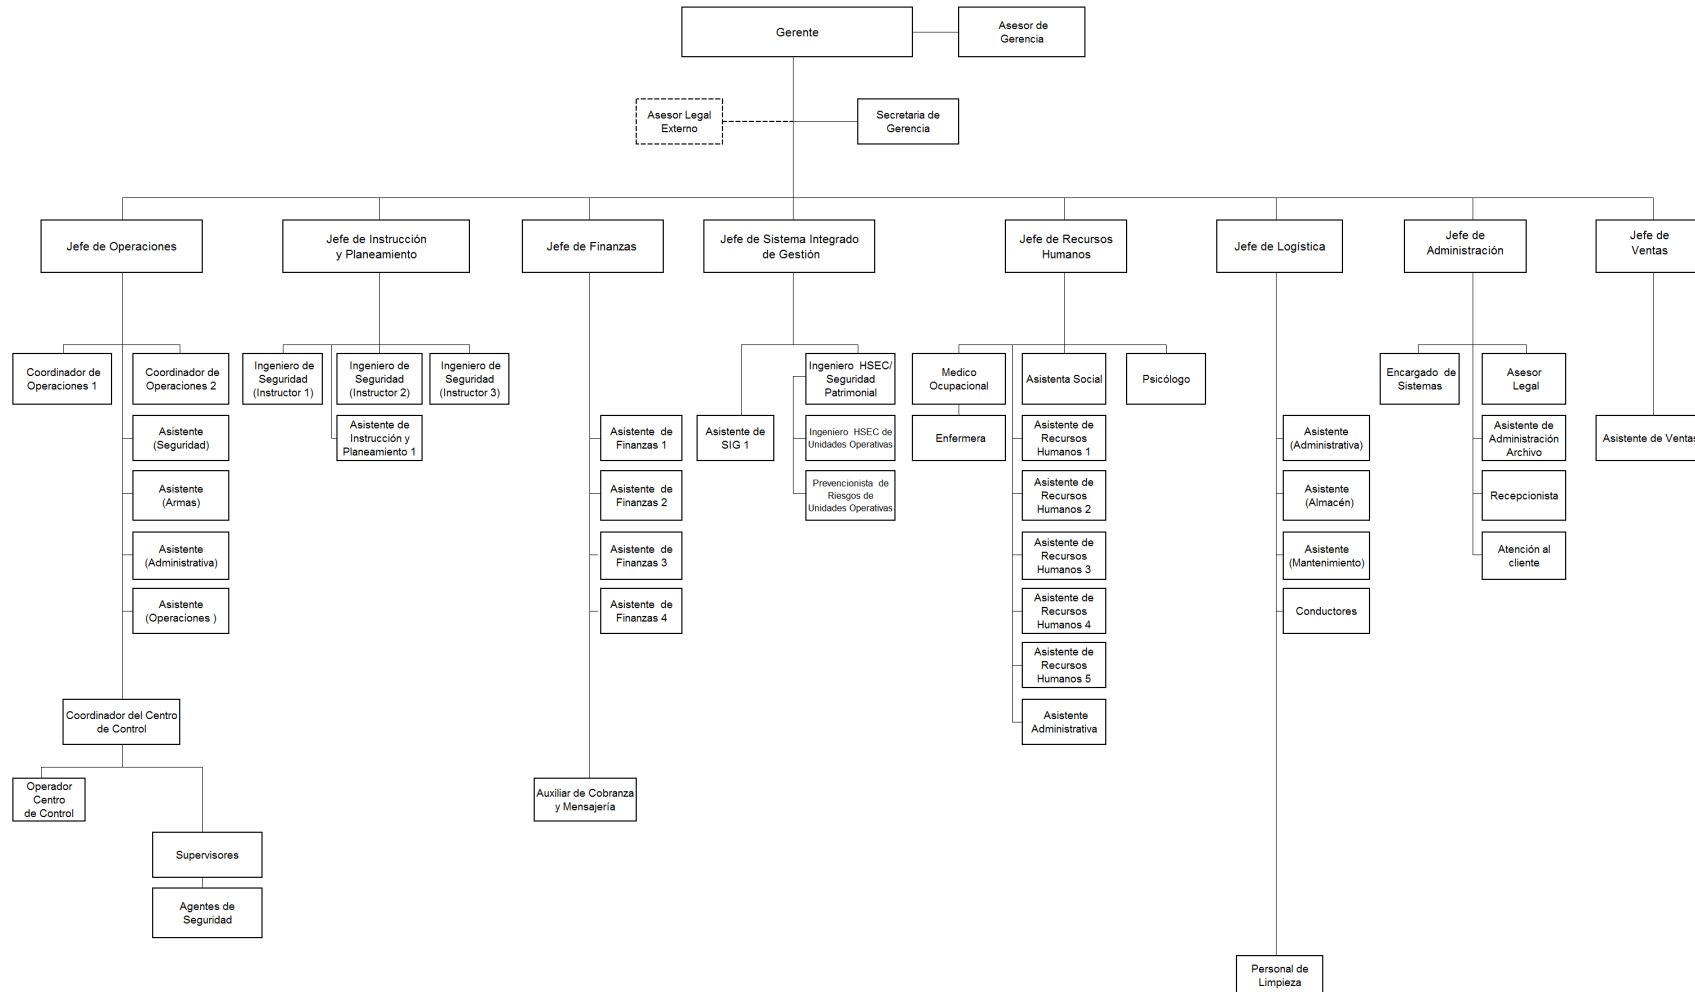 Gerente
Asesor de
Gerencia
Asesor Legal
Externo
Secretaria de
Gerencia
Jefe de Operaciones
Jefe de Instrucción
y Planeamiento
Jefe de Finanzas
Jefe de Sistema Integrado
de Gestión
Jefe de Recursos
Humanos
Jefe de Logística
Jefe de
Administración
Jefe de
Ventas
Coordinador de
Operaciones 1
Coordinador de
Operaciones 2
Asistente
(Seguridad)
Asistente
(Armas)
Asistente
(Administrativa)
Asistente
(Operaciones )
Coordinador del Centro
de Control
Operador
Centro
de Control
Supervisores
Agentes de
Seguridad
Ingeniero de
Seguridad
(Instructor 1)
Ingeniero de
Seguridad
(Instructor 2)
Ingeniero de
Seguridad
(Instructor 3)
Asistente de
Instrucción y
Planeamiento 1
Asistente de
Finanzas 1
Asistente de
Finanzas 2
Asistente de
Finanzas 3
Asistente de
Finanzas 4
Auxiliar de Cobranza
y Mensajería
Asistente de
SIG 1
Ingeniero HSEC/
Seguridad
Patrimonial
Ingeniero HSEC de
Unidades Operativas
Prevencionista de
Riesgos de
Unidades Operativas
Medico
Ocupacional
Enfermera
Asistenta Social
Psicólogo
Asistente de
Recursos
Humanos 1
Asistente de
Recursos
Humanos 2
Asistente de
Recursos
Humanos 3
Asistente de
Recursos
Humanos 4
Asistente de
Recursos
Humanos 5
Asistente
Administrativa
Asistente
(Administrativa)
Asistente
(Almacén)
Asistente
(Mantenimiento)
Conductores
Personal de
Limpieza
Encargado de
Sistemas
Asesor
Legal
Asistente de
Administración
Archivo
Recepcionista
Atención al
cliente
Asistente de Ventas